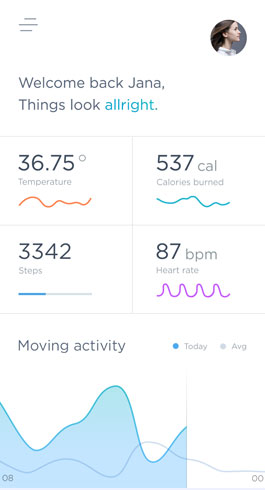 Welcome back Jana,
Things look allright.
36.75°
Temperature
537 cal
Calories burned
3342
Steps
87 bpm
Heart rate
Moving activity
Today
Avg
08
00